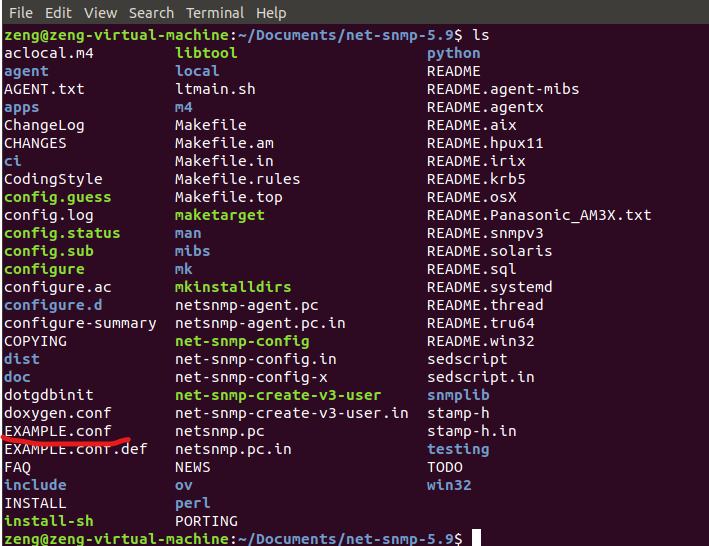 File Edit View Search Terminal Help
zeng@zeng-virtual-machine:~/Documents/net-snmp-5.9$ ls
aclocal.m4 libtool python
agent local README
AGENT.txt ltmain.sh README.agent-mibs
apps m4 README.agentx
ChangeLog Makefile README.aix
CHANGES Makefile.am README.hpux11
ci Makefile.in README.irix
CodingStyle Makefile.rules README.krb5
config.guess Makefile.top README.osX
config.log maketarget README.Panasonic_AM3X.txt
config.status man README.snmpv3
config.sub mibs README.solaris
configure mk README.sql
configure.ac mkinstalldirs README.systemd
configure.d netsnmp-agent.pc README.thread
configure-summary netsnmp-agent.pc.in README.tru64
COPYING net-snmp-config README.win32
dist net-snmp-config.in sedscript
doc net-snmp-config-x sedscript.in
dotgdbinit net-snmp-create-v3-user snmplib
doxygen.conf net-snmp-create-v3-user.in stamp-h
EXAMPLE.conf netsnmp.pc stamp-h.in
EXAMPLE.conf.def netsnmp.pc.in testing
FAQ NEWS TODO
include ov win32
INSTALL perl
install-sh PORTING
zeng@zeng-virtual-machine:~/Documents/net-snmp-5.9$